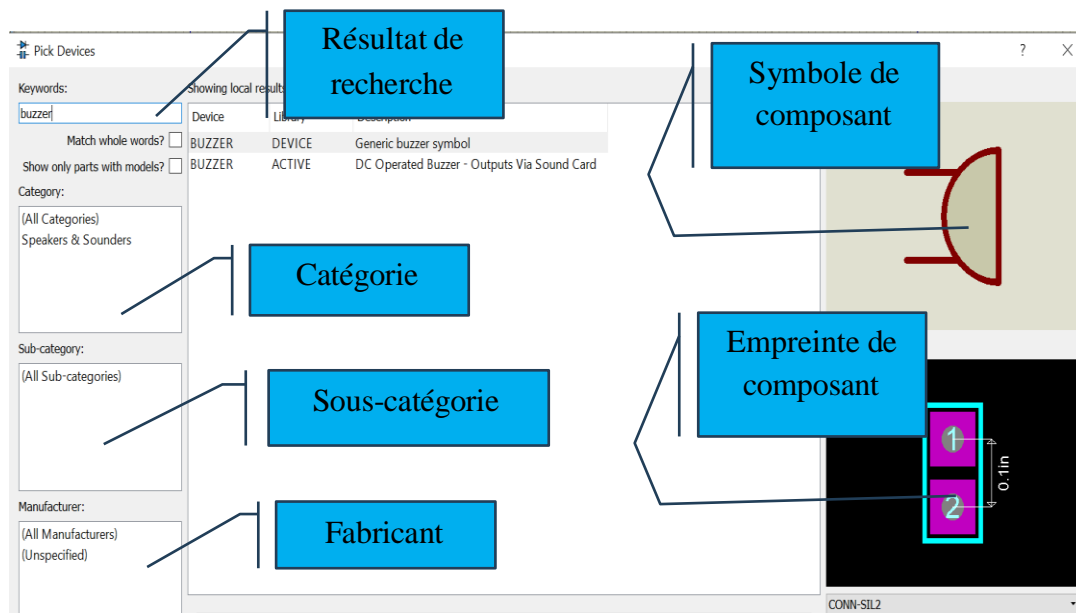 Pick Devices
?
X
Keywords:
buzzer
Match whole words?
Show only parts with models?
Category:
(All Categories)
Speakers & Sounders
Sub-category:
(All Sub-categories)
Manufacturer:
(All Manufacturers)
(Unspecified)
Showing local resu
Device
BUZZER DEVICE Generic buzzer symbol
BUZZER ACTIVE DC Operated Buzzer - Outputs Via Sound Card
Résultat de
recherche
Catégorie
Sous-catégorie
Fabricant
Symbole de
composant
Empreinte de
composant
1
2
0.1in
CONN-SIL2